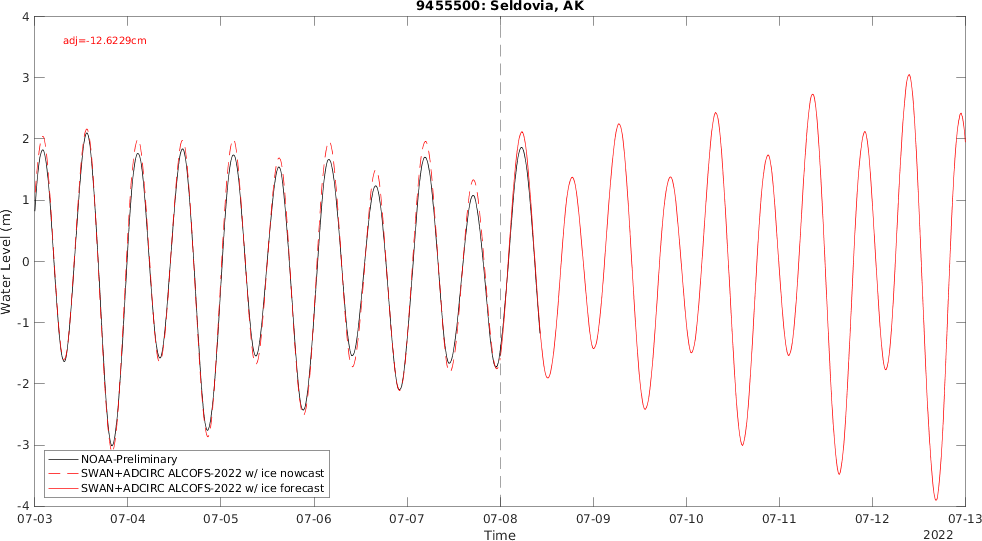 9455500: Seldovia, AK
adj=-12.6229cm
4
3
2
1
0
-1
-2
-3
-4
Water Level (m)
NOAA-Preliminary
SWAN+ADCIRC ALCOFS-2022 w/ ice nowcast
SWAN+ADCIRC ALCOFS-2022 w/ ice forecast
07-03 07-04 07-05 07-06 07-07 07-08 07-09 07-10 07-11 07-12 07-13
Time
2022